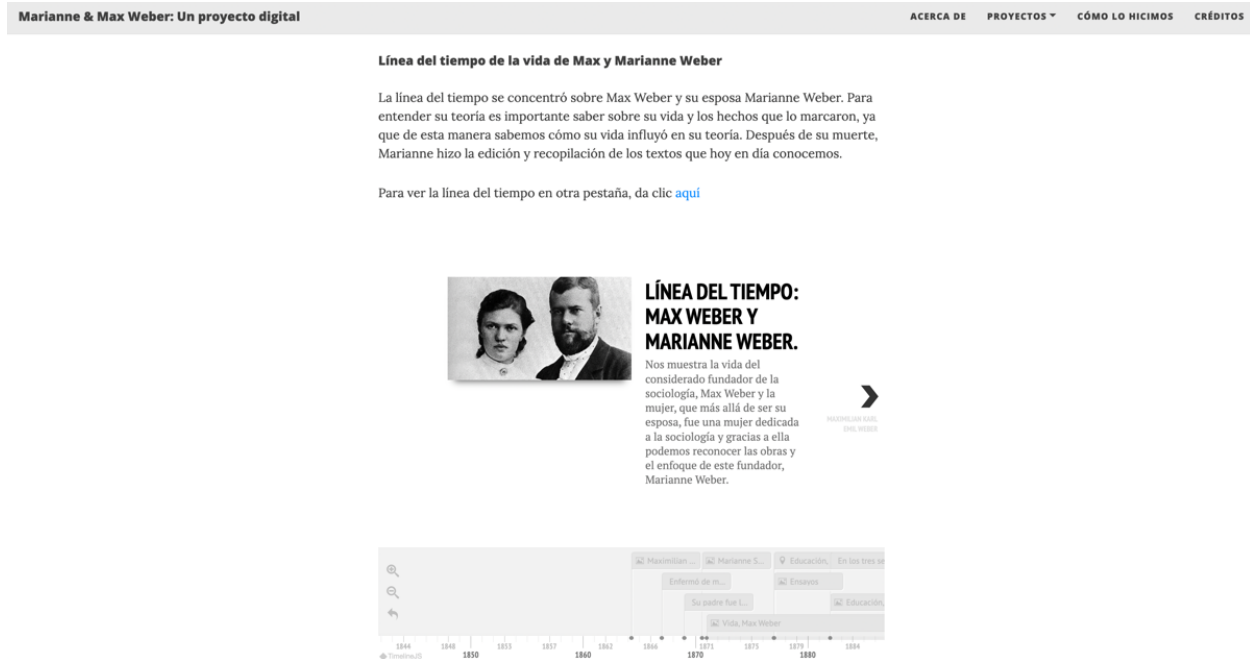 Marianne & Max Weber: Un proyecto digital
ACERCA DE PROYECTOS CÓMO LO HICIMOS CRÉDITOS
Línea del tiempo de la vida de Max y Marianne Weber
La línea del tiempo se concentró sobre Max Weber y su esposa Marianne Weber. Para
entender su teoría es importante saber sobre su vida y los hechos que lo marcaron, ya
que de esta manera sabemos cómo su vida influyó en su teoría. Después de su muerte,
Marianne hizo la edición y recopilación de los textos que hoy en día conocemos.
Para ver la línea del tiempo en otra pestaña, da clic aquí
LÍNEA DEL TIEMPO:
MAX WEBER Y
MARIANNE WEBER.
Nos muestra la vida del
considerado fundador de la
sociología, Max Weber y la
mujer, que más allá de ser su
esposa, fue una mujer dedicada
a la sociología y gracias a ella
podemos reconocer las obras y
el enfoque de este fundador,
Marianne Weber.
MAXIMILIAN KARL
EMIL WEBER
Maximilian ... Marianne S... Educación, En los tres se
Enfermó de m... Ensayos
Su padre fue l... Educación,
Vida, Max Weber
1844 1848 1850 1853 1857 1860 1862 1866 1870 1871 1875 1879 1880 1884
TimelineJS